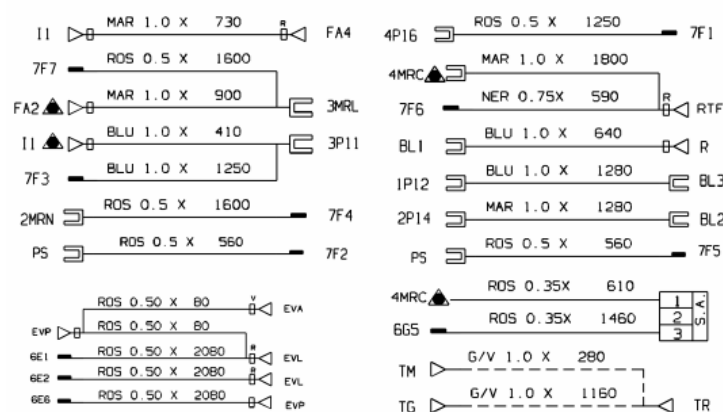 I1 MAR 1.0 X 730 R FA4
7F7 ROS 0.5 X 1600
FA2 MAR 1.0 X 900 3MRL
I1 BLU 1.0 X 410 3P11
7F3 BLU 1.0 X 1250
2MRN ROS 0.5 X 1600 7F4
PS ROS 0.5 X 560 7F2
ROS 0.50 X 80 V EVA
EVP ROS 0.50 X 80
6E1 ROS 0.50 X 2080 R EVL
6E2 ROS 0.50 X 2080 R EVL
6E6 ROS 0.50 X 2080 EVP
4P16 ROS 0.5 X 1250 7F1
4MRC MAR 1.0 X 1800
7F6 NER 0.75X 590 R RTF
BL1 BLU 1.0 X 640 R
1P12 BLU 1.0 X 1280 BL3
2P14 MAR 1.0 X 1280 BL2
PS ROS 0.5 X 560 7F5
4MRC ROS 0.35X 610 1
2 S.A.
6G5 ROS 0.35X 1460 3
TM G/V 1.0 X 280
TG G/V 1.0 X 1160 TR